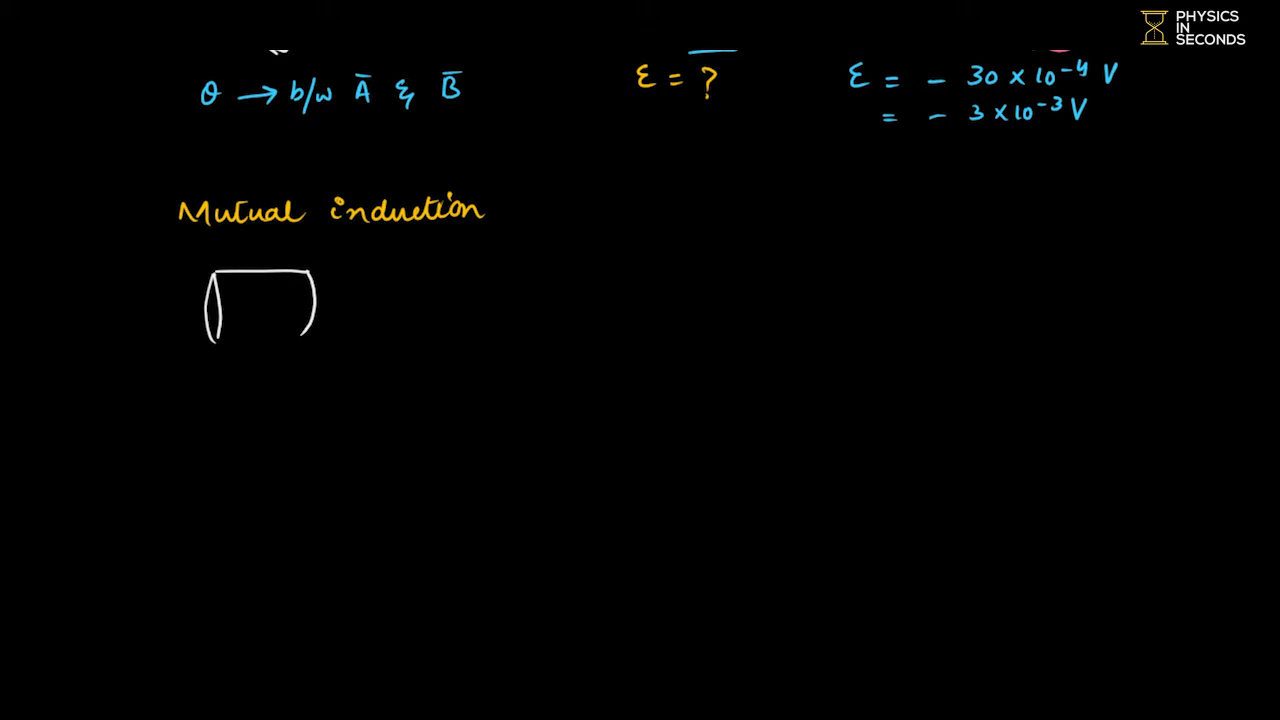 PHYSICS
IN
SECONDS
θ → b/w A̅ & B̅
ε = ?
ε = - 30 × 10⁻⁴ V
= - 3 × 10⁻³ V
Mutual induction